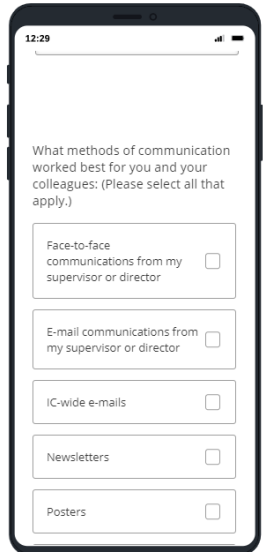 12:29
What methods of communication
worked best for you and your
colleagues: (Please select all that
apply.)
Face-to-face
communications from my
supervisor or director
E-mail communications from
my supervisor or director
IC-wide e-mails
Newsletters
Posters